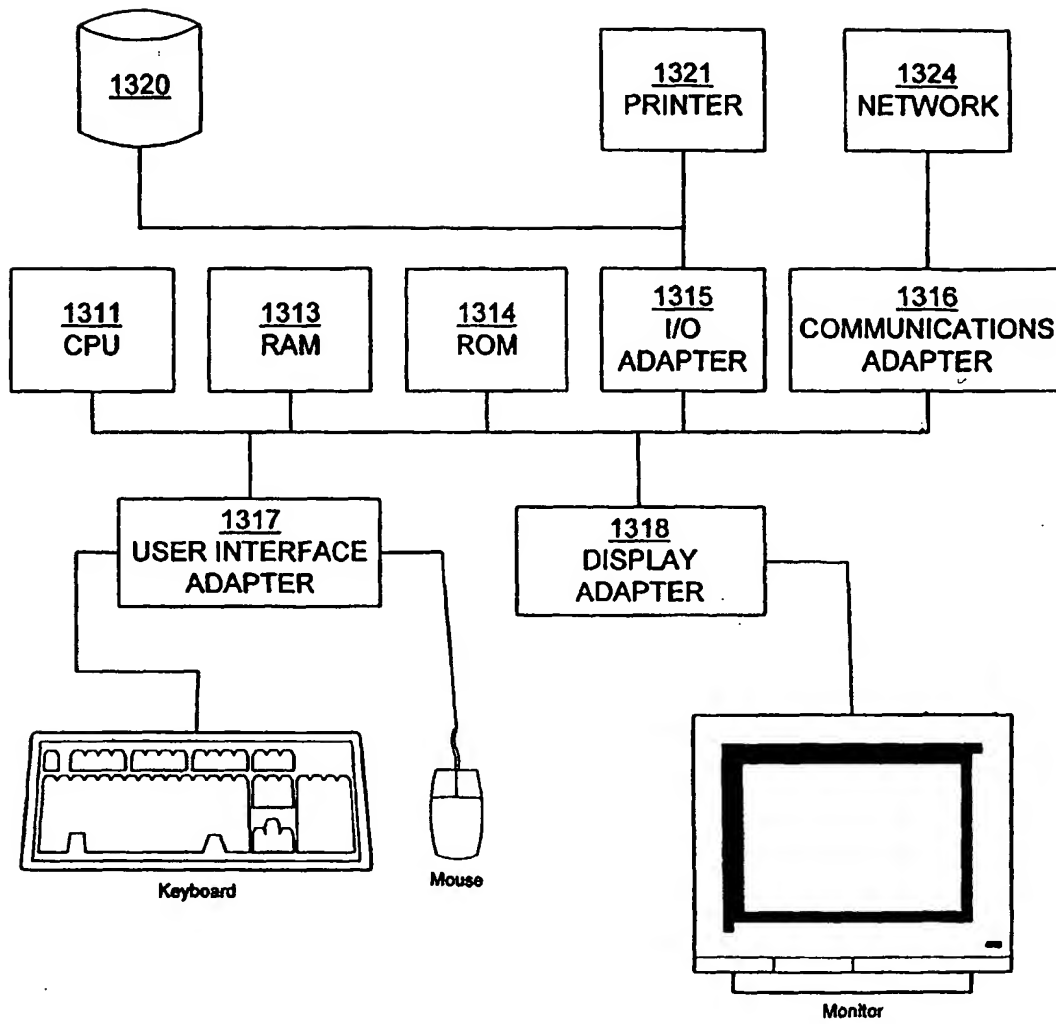 1320
1321
PRINTER
1324
NETWORK
1311
CPU
1313
RAM
1314
ROM
1315
I/O
ADAPTER
1316
COMMUNICATIONS
ADAPTER
1317
USER INTERFACE
ADAPTER
1318
DISPLAY
ADAPTER
Keyboard
Mouse
Monitor